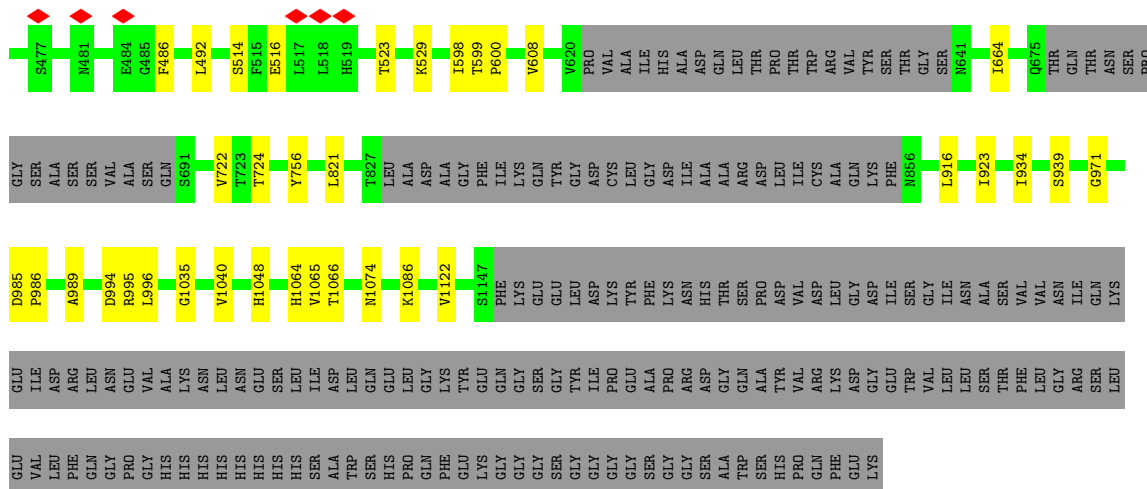 S477 N481 E484 G485 F486 L492 S514 F515 E516 L517 L518 H519 T523 K529 I598 T599 P600 V608 V620 PRO VAL ALA ILE HIS ALA ASP GLN LEU THR PRO THR TRP ARG VAL TYR SER THR GLY SER N641 I664 Q675 THR GLN THR ASN SER PRO
GLY SER ALA SER SER VAL ALA SER GLN S691 V722 T723 T724 Y756 L821 T827 LEU ALA ASP ALA GLY PHE ILE LYS GLN TYR GLY ASP CYS LEU GLY ASP ILE ALA ALA ARG ASP LEU ILE CYS ALA GLN LYS PHE N856 L916 I923 I934 S939 G971
D985 P986 A989 D994 R995 L996 G1035 V1040 H1048 H1064 V1065 T1066 N1074 K1086 V1122 S1147 PHE LYS GLU GLU LEU ASP LYS TYR PHE LYS ASN HIS THR SER PRO ASP VAL ASP LEU GLY ASP ILE SER GLY ILE ASN ALA SER VAL VAL ASN ILE GLN LYS
GLU ILE ASP ARG LEU ASN GLU VAL ALA LYS ASN LEU ASN GLU SER LEU ILE ASP LEU GLN GLU LEU GLY LYS TYR GLU GLN GLY SER GLY TYR ILE PRO GLU ALA PRO ARG ASP GLY GLN ALA TYR VAL ARG LYS ASP GLY GLU TRP VAL LEU LEU SER THR PHE LEU GLY ARG SER LEU
GLU VAL LEU PHE GLN GLY PRO GLY HIS HIS HIS HIS HIS HIS HIS HIS SER ALA TRP SER HIS PRO GLN PHE GLU LYS GLY GLY GLY SER GLY GLY GLY GLY SER GLY GLY SER ALA TRP SER HIS PRO GLN PHE GLU LYS